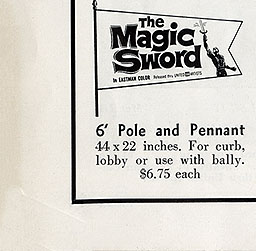 The
Magic
Sword
In EASTMAN COLOR Released thru UNITED ARTISTS
6' Pole and Pennant
44 x 22 inches. For curb,
lobby or use with bally.
$6.75 each